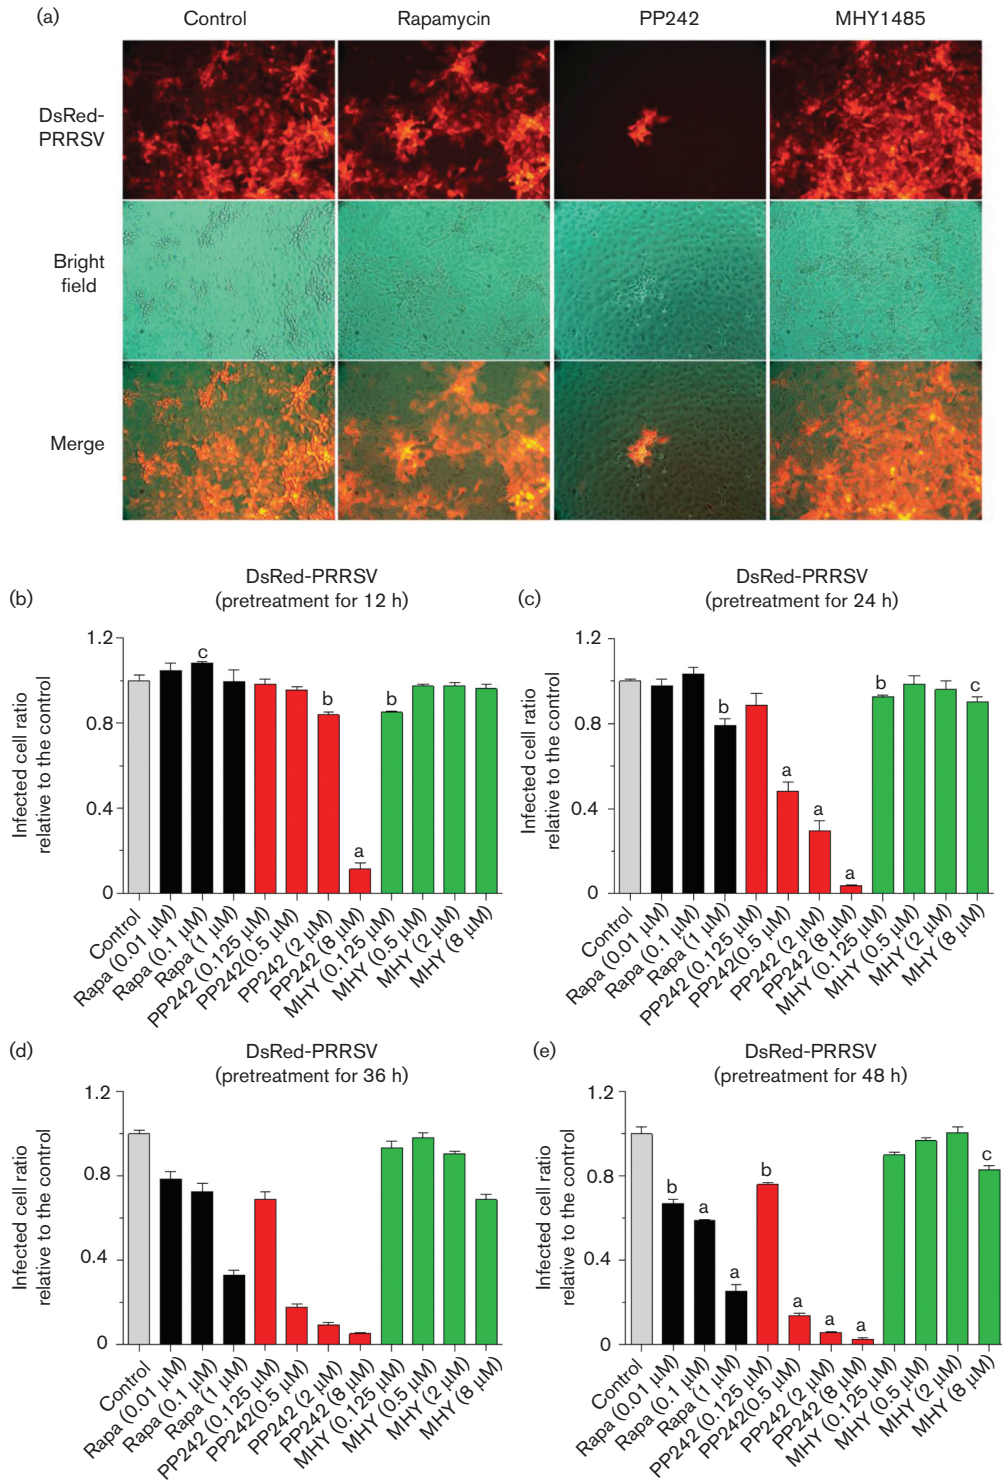 (a)
Control
Rapamycin
PP242
MHY1485
DsRed-
PRRSV
Bright
field
Merge
(b)
DsRed-PRRSV
(pretreatment for 12 h)
Infected cell ratio
relative to the control
1.2
0.8
0.4
0
c
b
a
b
Control
Rapa (0.01 µM)
Rapa (0.1 µM)
Rapa (1 µM)
PP242 (0.125 µM)
PP242(0.5 µM)
PP242 (2 µM)
PP242 (8 µM)
MHY (0.125 µM)
MHY (0.5 µM)
MHY (2 µM)
MHY (8 µM)
(c)
DsRed-PRRSV
(pretreatment for 24 h)
Infected cell ratio
relative to the control
1.2
0.8
0.4
0
b
a
a
a
b
c
Control
Rapa (0.01 µM)
Rapa (0.1 µM)
Rapa (1 µM)
PP242 (0.125 µM)
PP242(0.5 µM)
PP242 (2 µM)
PP242 (8 µM)
MHY (0.125 µM)
MHY (0.5 µM)
MHY (2 µM)
MHY (8 µM)
(d)
DsRed-PRRSV
(pretreatment for 36 h)
Infected cell ratio
relative to the control
1.2
0.8
0.4
0
Control
Rapa (0.01 µM)
Rapa (0.1 µM)
Rapa (1 µM)
PP242 (0.125 µM)
PP242(0.5 µM)
PP242 (2 µM)
PP242 (8 µM)
MHY (0.125 µM)
MHY (0.5 µM)
MHY (2 µM)
MHY (8 µM)
(e)
DsRed-PRRSV
(pretreatment for 48 h)
Infected cell ratio
relative to the control
1.2
0.8
0.4
0
b
a
a
b
a
a
a
c
Control
Rapa (0.01 µM)
Rapa (0.1 µM)
Rapa (1 µM)
PP242 (0.125 µM)
PP242(0.5 µM)
PP242 (2 µM)
PP242 (8 µM)
MHY (0.125 µM)
MHY (0.5 µM)
MHY (2 µM)
MHY (8 µM)